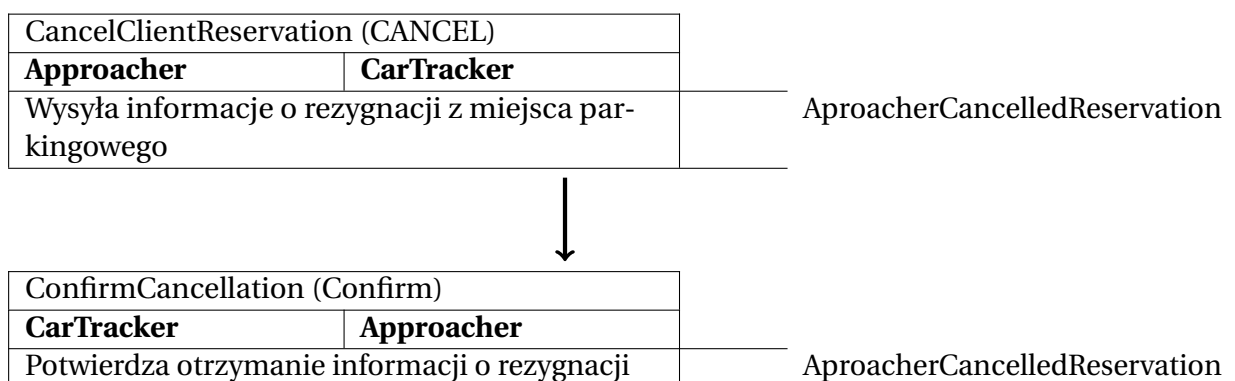 CancelClientReservation (CANCEL)
Approacher CarTracker
Wysyła informacje o rezygnacji z miejsca par- AproacherCancelledReservation
kingowego
ConfirmCancellation (Confirm)
CarTracker Approacher
Potwierdza otrzymanie informacji o rezygnacji AproacherCancelledReservation